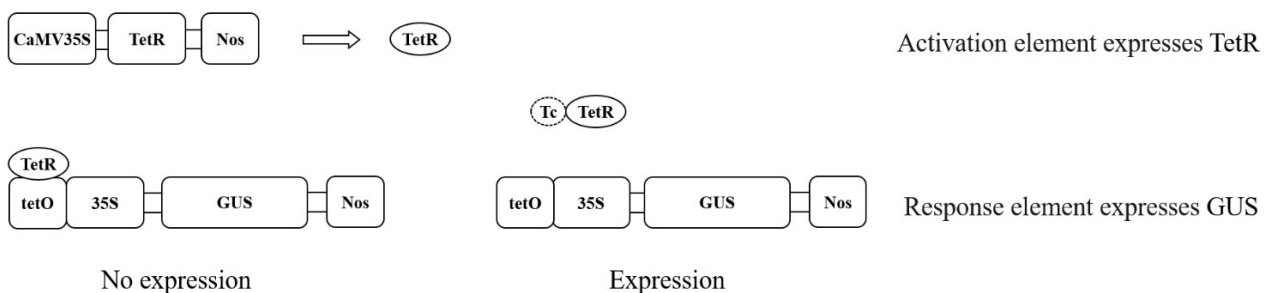 CaMV35S TetR Nos TetR Activation element expresses TetR
Tc TetR
TetR
tetO 35S GUS Nos tetO 35S GUS Nos Response element expresses GUS
No expression Expression